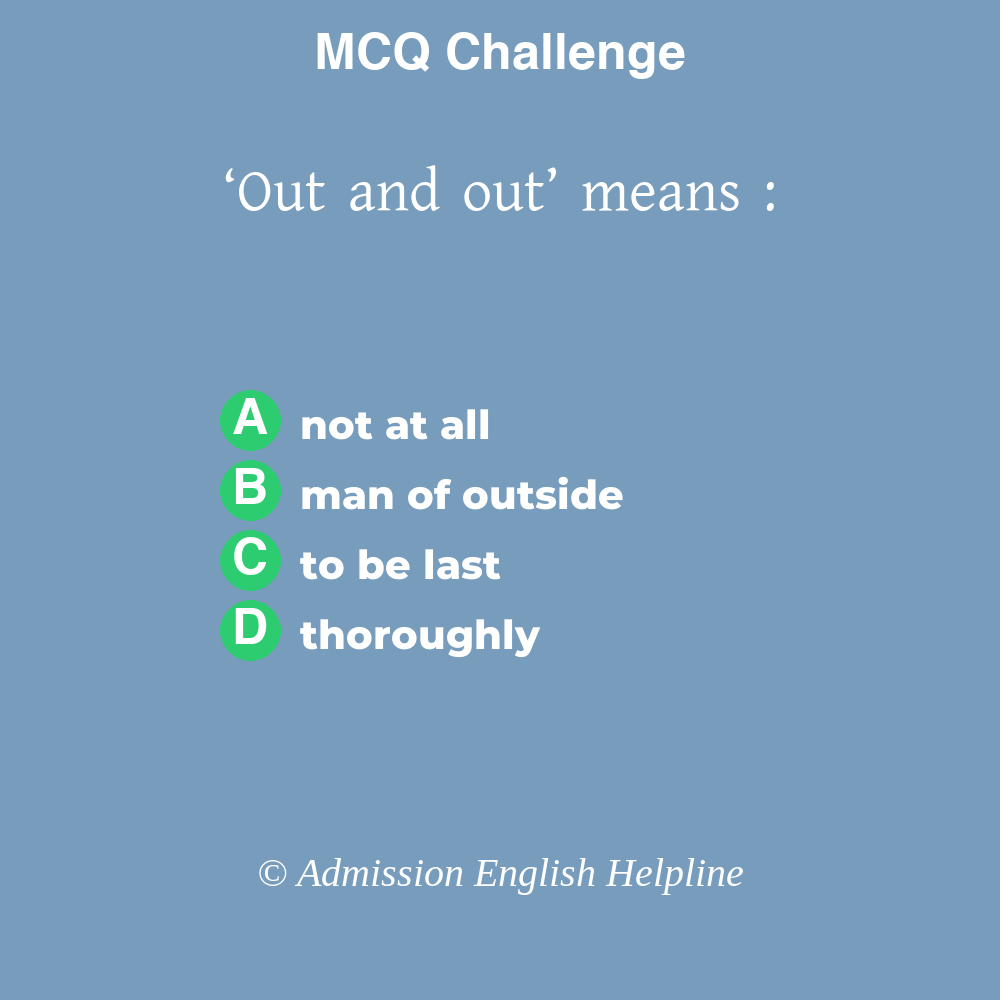 MCQ Challenge
‘Out and out’ means :
A not at all
B man of outside
C to be last
D thoroughly
© Admission English Helpline